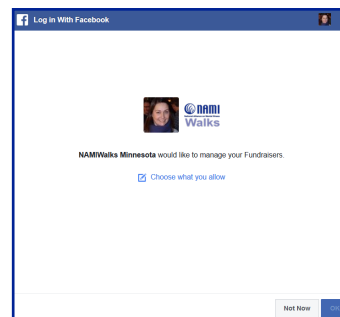 Log in With Facebook
nami
Walks
NAMIWalks Minnesota would like to manage your Fundraisers.
Choose what you allow
Not Now
OK